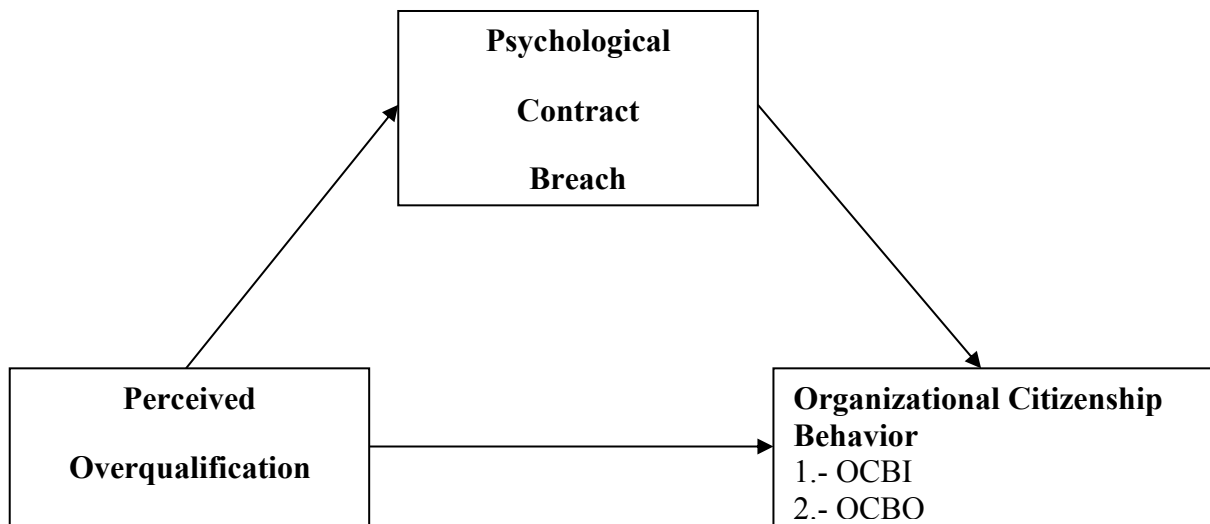 Psychological
Contract
Breach
Perceived
Overqualification
Organizational Citizenship
Behavior
1.- OCBI
2.- OCBO